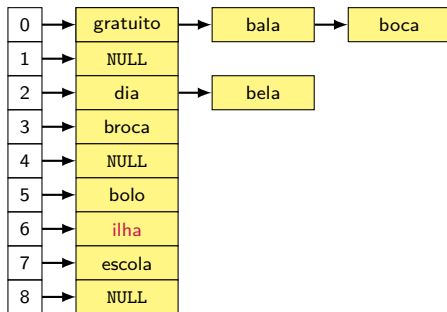 0 gratuito bala boca
1 NULL
2 dia bela
3 broca
4 NULL
5 bolo
6 ilha
7 escola
8 NULL